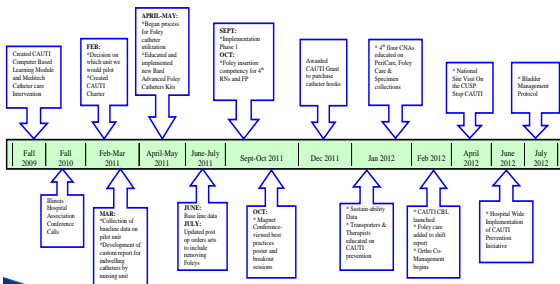 Created CAUTI
Computer Based
Learning Module and
Meditech
Catheter care
Intervention
FEB:
*Decision on
which unit we
would pilot
*Created
CAUTI
Charter
APRIL-MAY:
*Began process
for Foley
catheter
utilization
*Educated and
implemented
new Bard
Advanced Foley
Catheters Kits
SEPT:
*Implementation
Phase 1
OCT:
*Foley insertion
competency for 4th
RNs and FP
Awarded
CAUTI Grant
to purchase
catheter hooks
* 4th floor CNAs
educated on
PeriCare, Foley
Care &
Specimen
collections
* National
Site Visit On
the CUSP:
Stop CAUTI
* Bladder
Management
Protocol
Fall
2009
Fall
2010
Feb-Mar
2011
April-May
2011
June-July
2011
Sept-Oct 2011
Dec 2011
Jan 2012
Feb 2012
April
2012
June
2012
July
2012
Illinois
Hospital
Association
Conference
Calls
MAR:
*Collection of
baseline data on
pilot unit
*Development of
custom report for
indwelling
catheters by
nursing unit
JUNE:
Base line data
JULY:
Updated post
op orders sets
to include
removing
Foleys
OCT:
* Magnet
Conference-
viewed best
practices
poster and
breakout
sessions
* Sustain-ability
Data
* Transporters &
Therapists
educated on
CAUTI
prevention
* CAUTI CBL
launched
* Foley care
added to shift
report
* Ortho Co-
Management
begins
* Hospital Wide
Implementation
of CAUTI
Prevention
Initiative